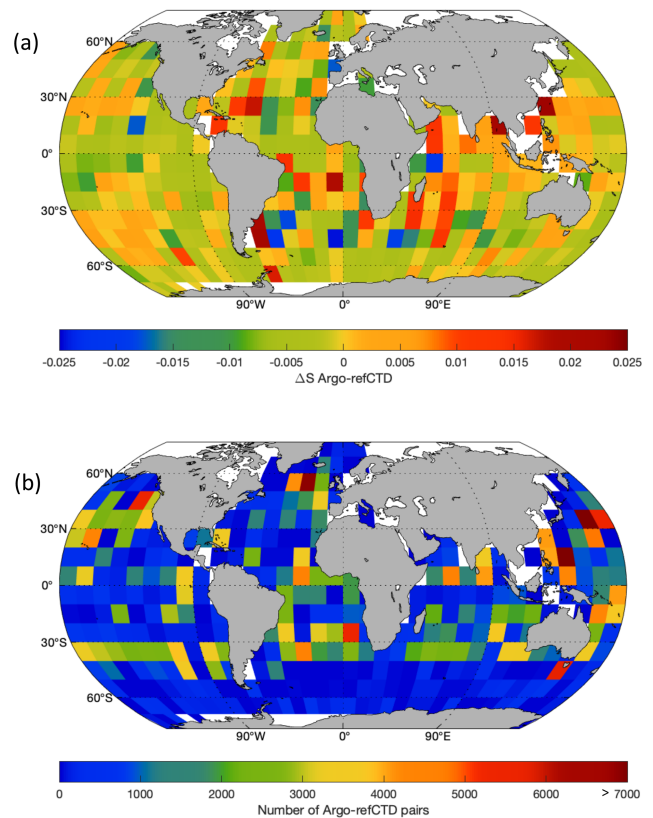 (a)
60°N
30°N
0°
30°S
60°S
90°W 0° 90°E
-0.025 -0.02 -0.015 -0.01 -0.005 0 0.005 0.01 0.015 0.02 0.025
ΔS Argo-refCTD
(b)
60°N
30°N
0°
30°S
60°S
90°W 0° 90°E
0 1000 2000 3000 4000 5000 6000 > 7000
Number of Argo-refCTD pairs